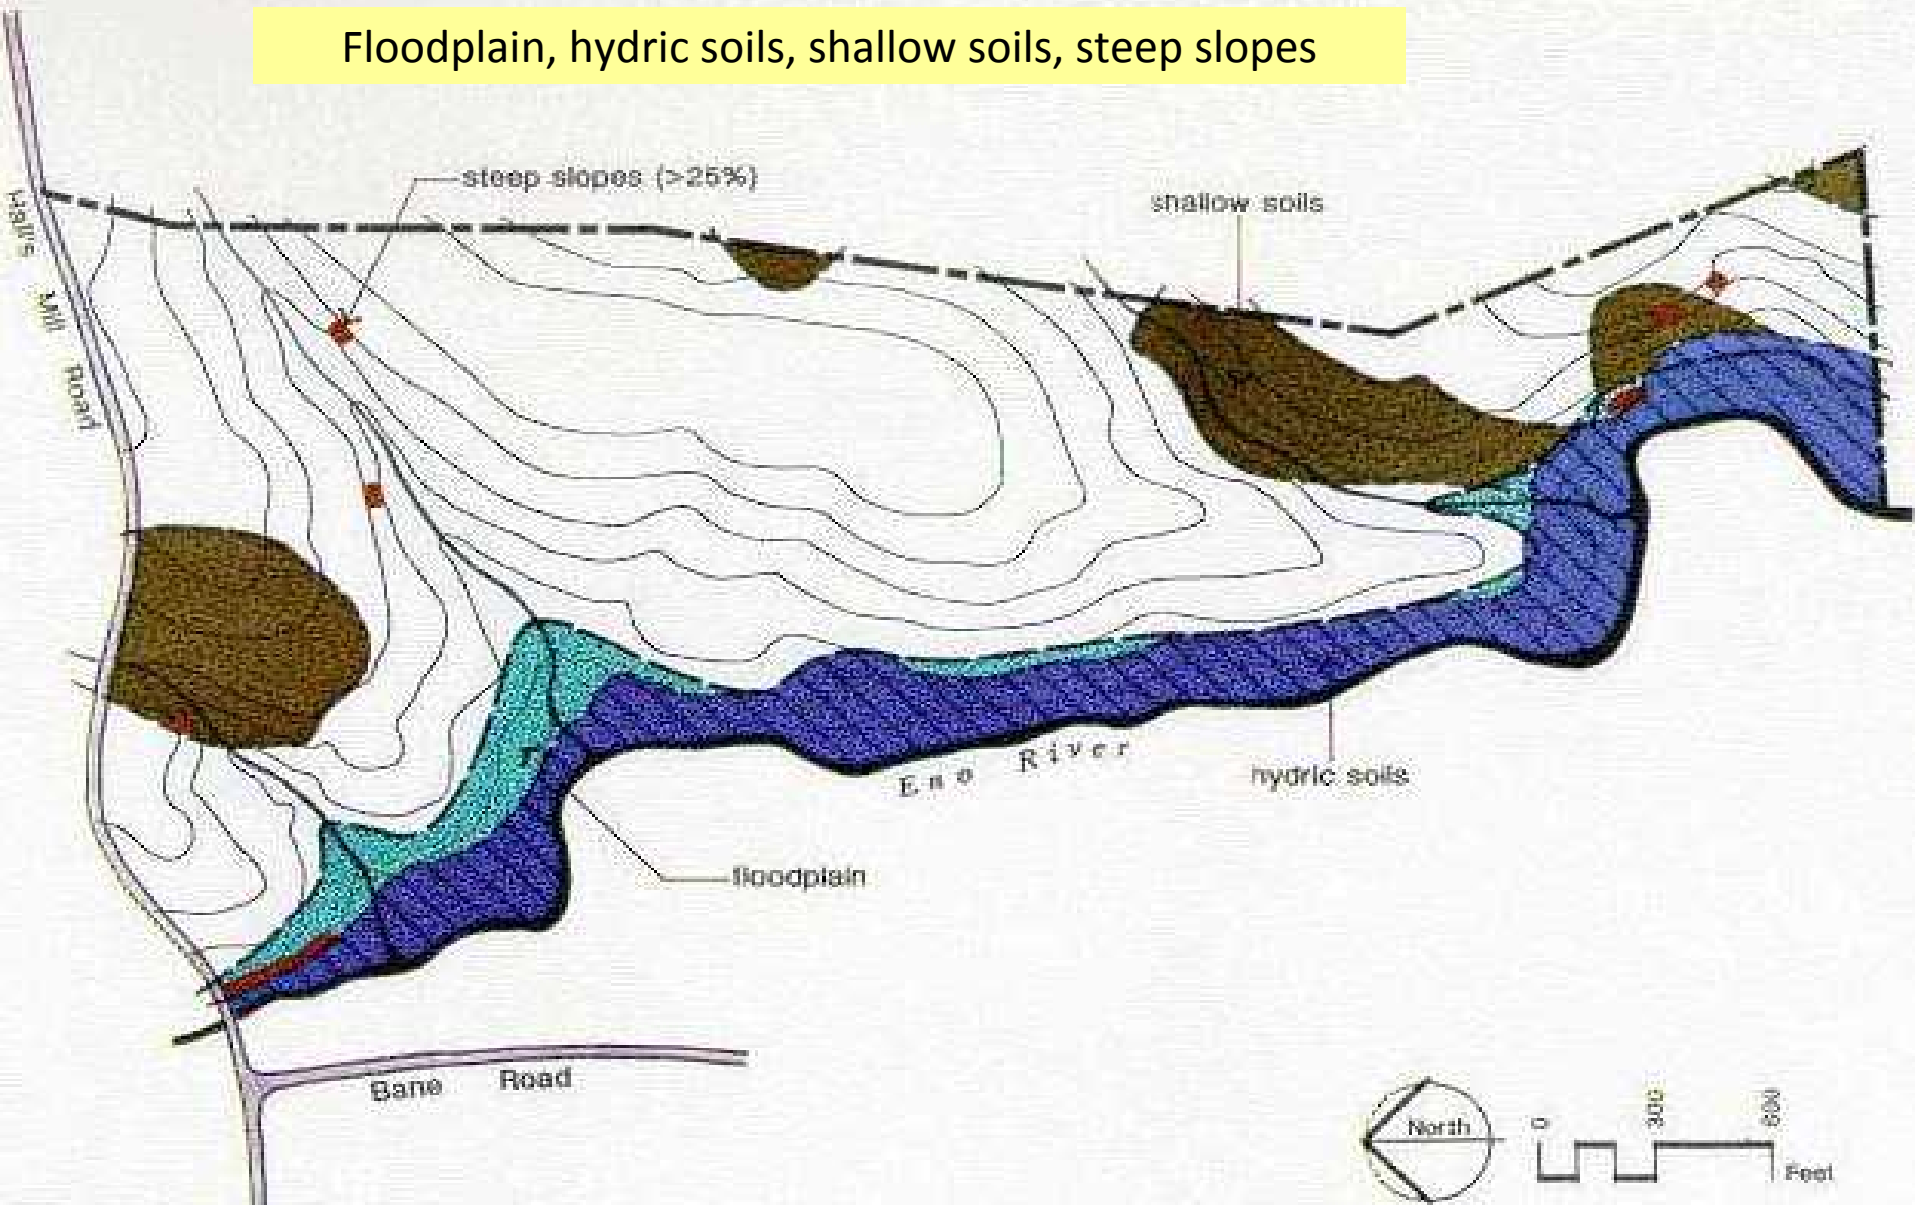 Floodplain, hydric soils, shallow soils, steep slopes
steep slopes (>25%)
shallow soils
Hall's Mill Road
Eno River
hydric soils
floodplain
Bane Road
North
0 300 600
Feet